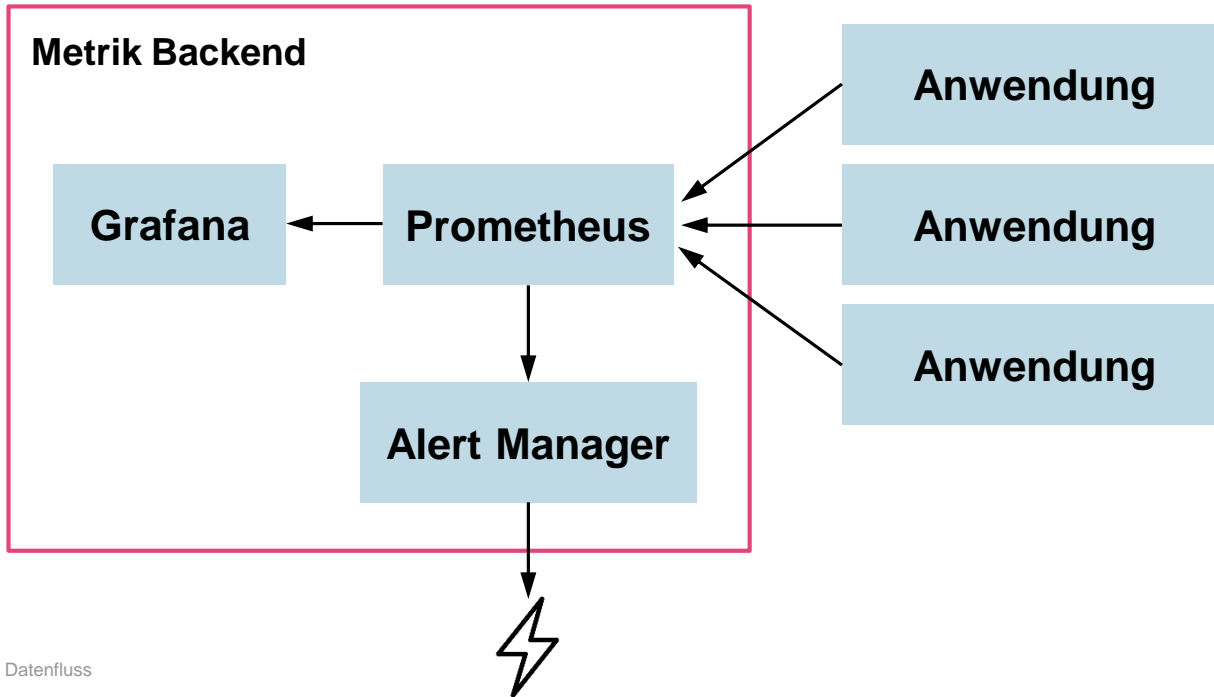 Metrik Backend
Anwendung
Grafana
Prometheus
Anwendung
Anwendung
Alert Manager
Datenfluss